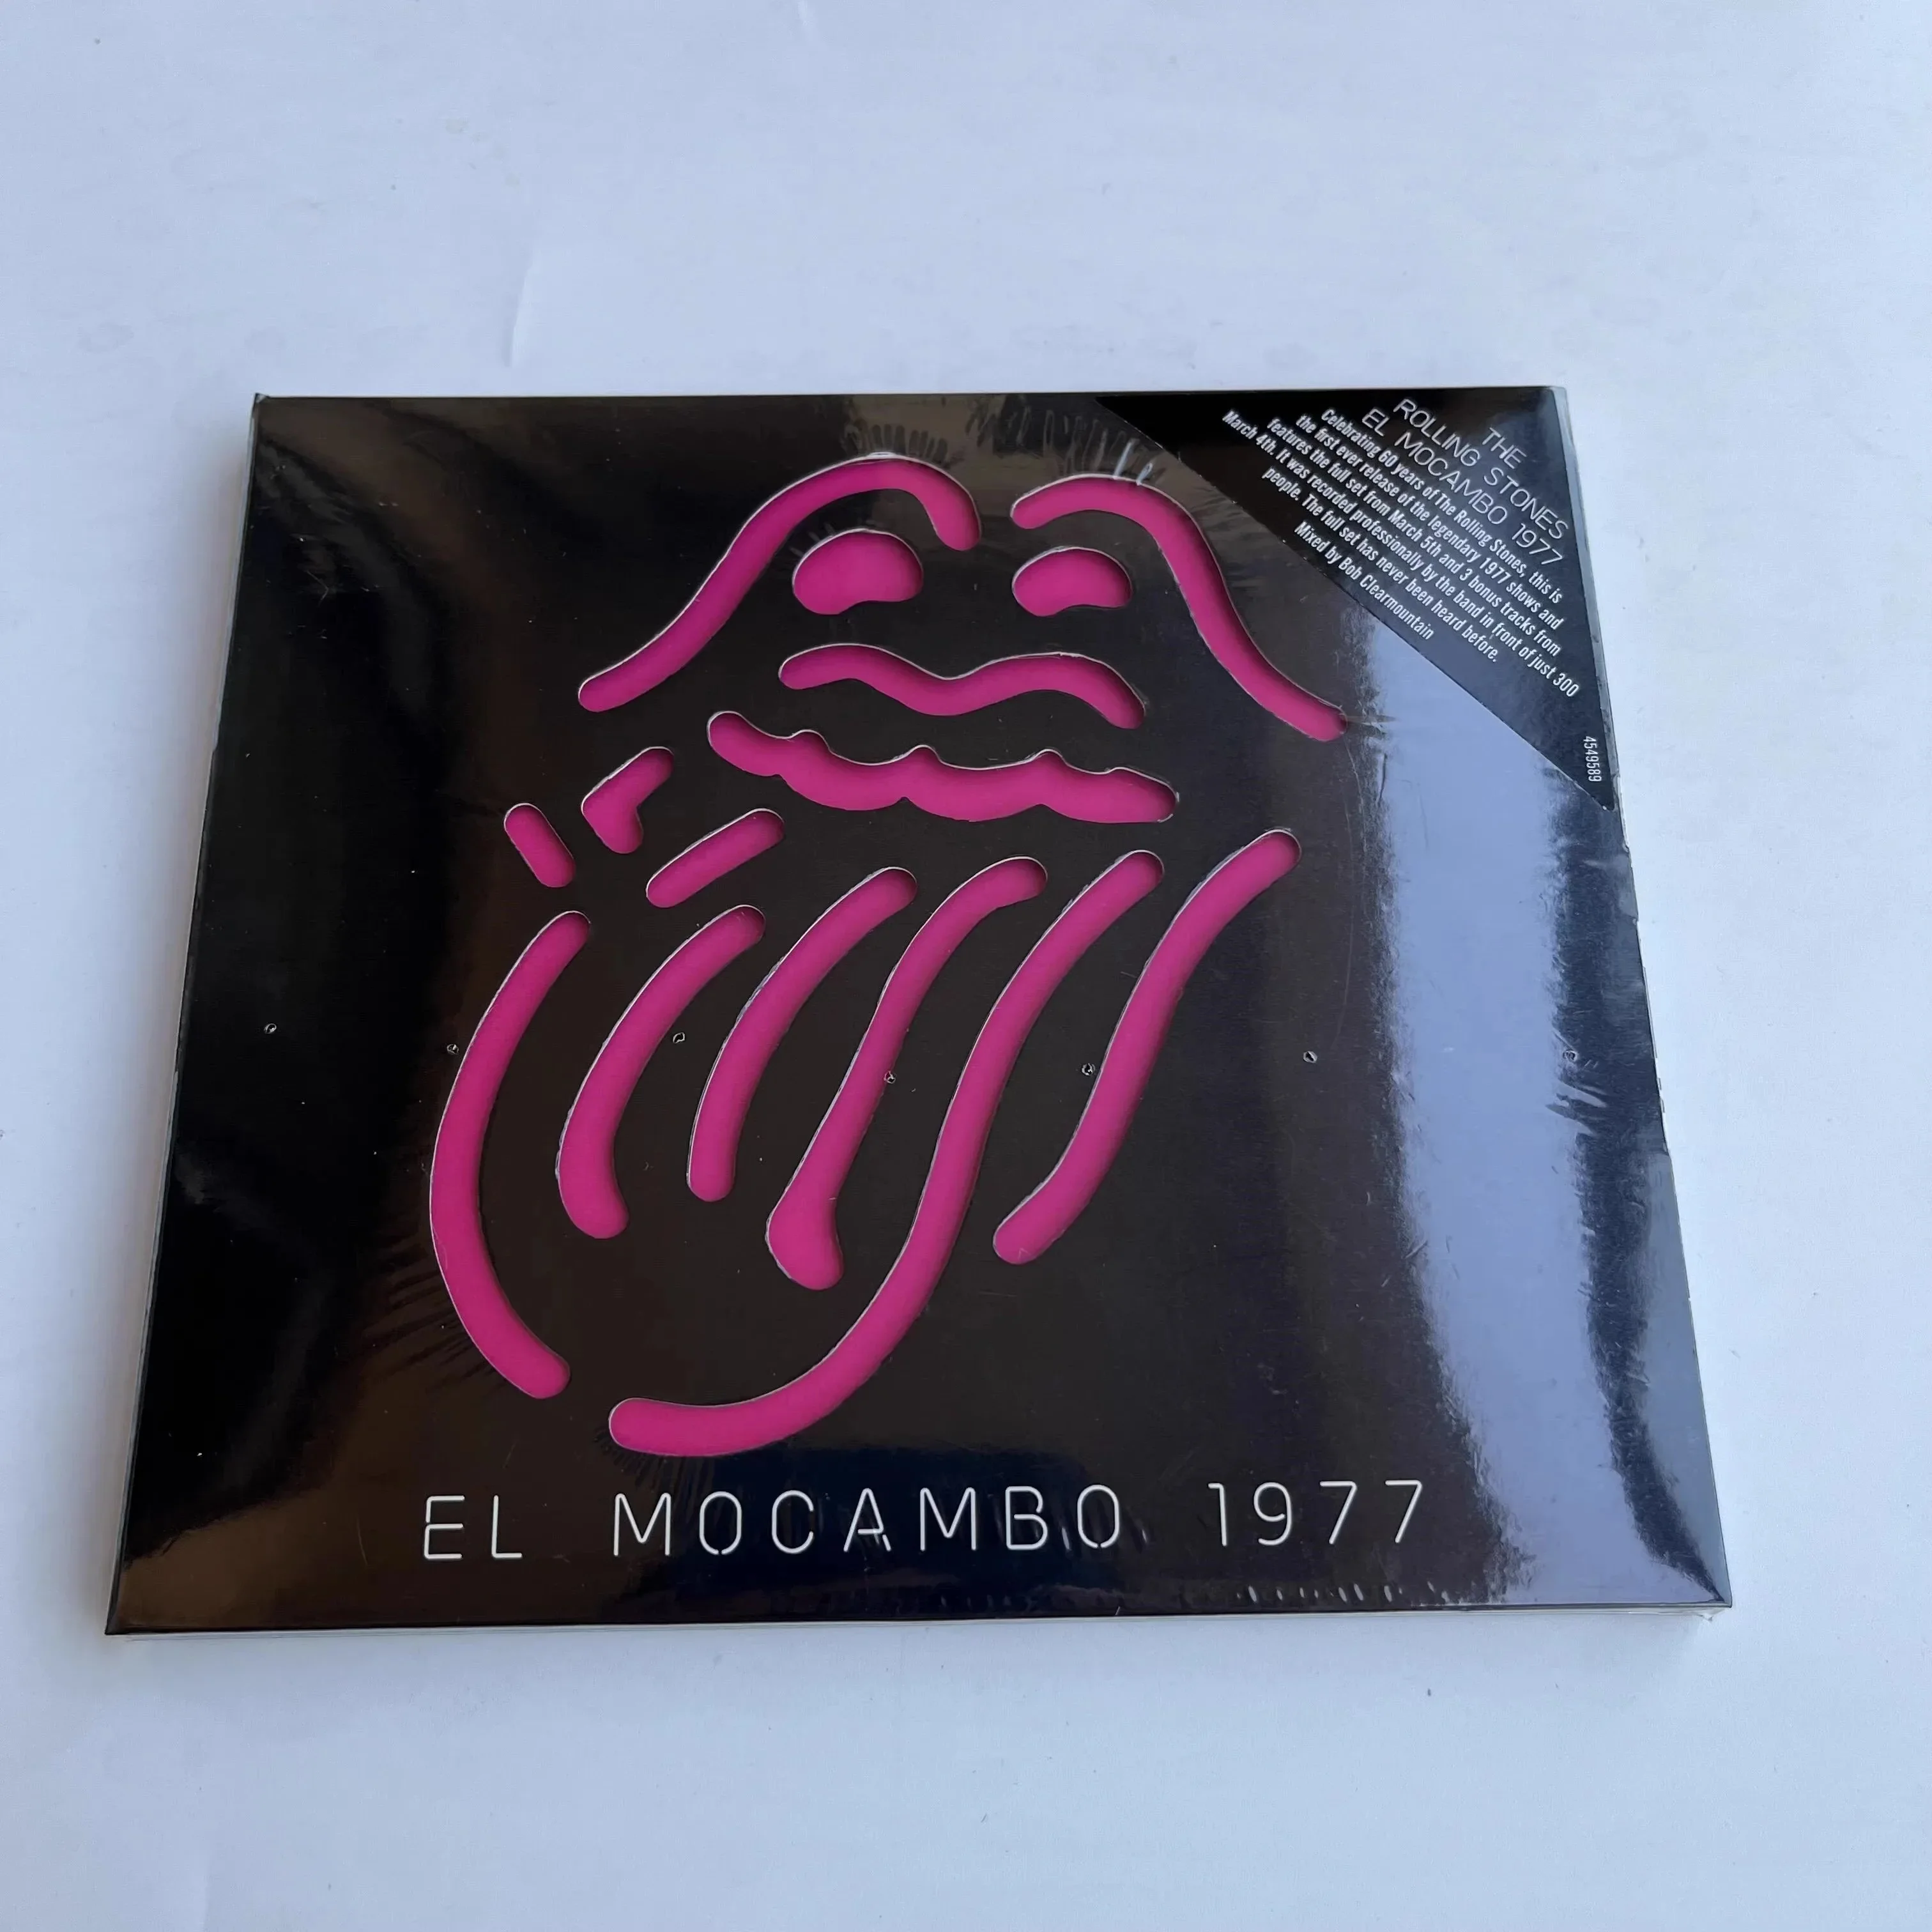 THE
ROLLING STONES
EL MOCAMBO 1977
Celebrating 60 years of The Rolling Stones, this is
the first ever release of the legendary 1977 shows and
features the full set from March 5th and 3 bonus tracks from
March 4th. It was recorded professionally by the band in front of just 300
people. The full set has never been heard before.
Mixed by Bob Clearmountain
4549589
EL MOCAMBO 1977